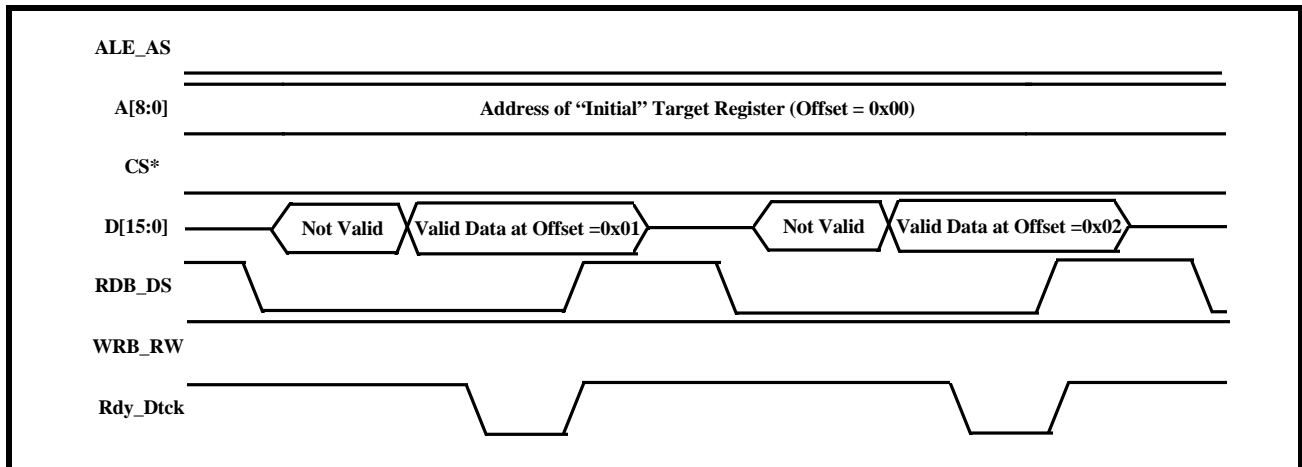 ALE_AS
A[8:0]
Address of “Initial” Target Register (Offset = 0x00)
CS*
D[15:0]
Not Valid
Valid Data at Offset =0x01
Not Valid
Valid Data at Offset =0x02
RDB_DS
WRB_RW
Rdy_Dtck